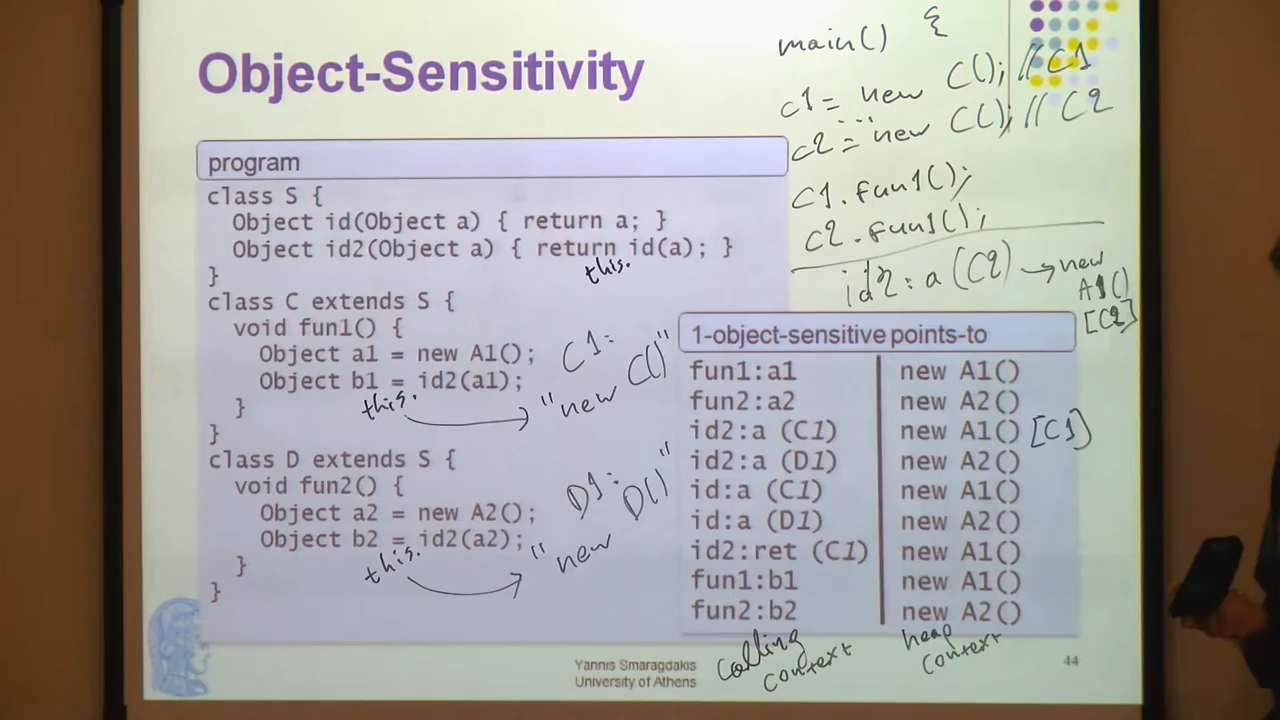 Object-Sensitivity
main() {
c1 = new C(); // C1
...
c2 = new C(); // C2
c1.fun1();
c2.fun1();
id2: a (C2) → new A1() [C2]
program
class S {
Object id(Object a) { return a; }
Object id2(Object a) { return id(a); }
this.
}
class C extends S {
void fun1() {
Object a1 = new A1();
Object b1 = id2(a1);
this.
}
}
C1:
"new C()"
class D extends S {
void fun2() {
Object a2 = new A2();
Object b2 = id2(a2);
this.
}
}
D1:
"new D()"
1-object-sensitive points-to
fun1:a1 new A1()
fun2:a2 new A2()
id2:a (C1) new A1() [C1]
id2:a (D1) new A2()
id:a (C1) new A1()
id:a (D1) new A2()
id2:ret (C1) new A1()
fun1:b1 new A1()
fun2:b2 new A2()
calling context
heap context
Yannis Smaragdakis
University of Athens
44